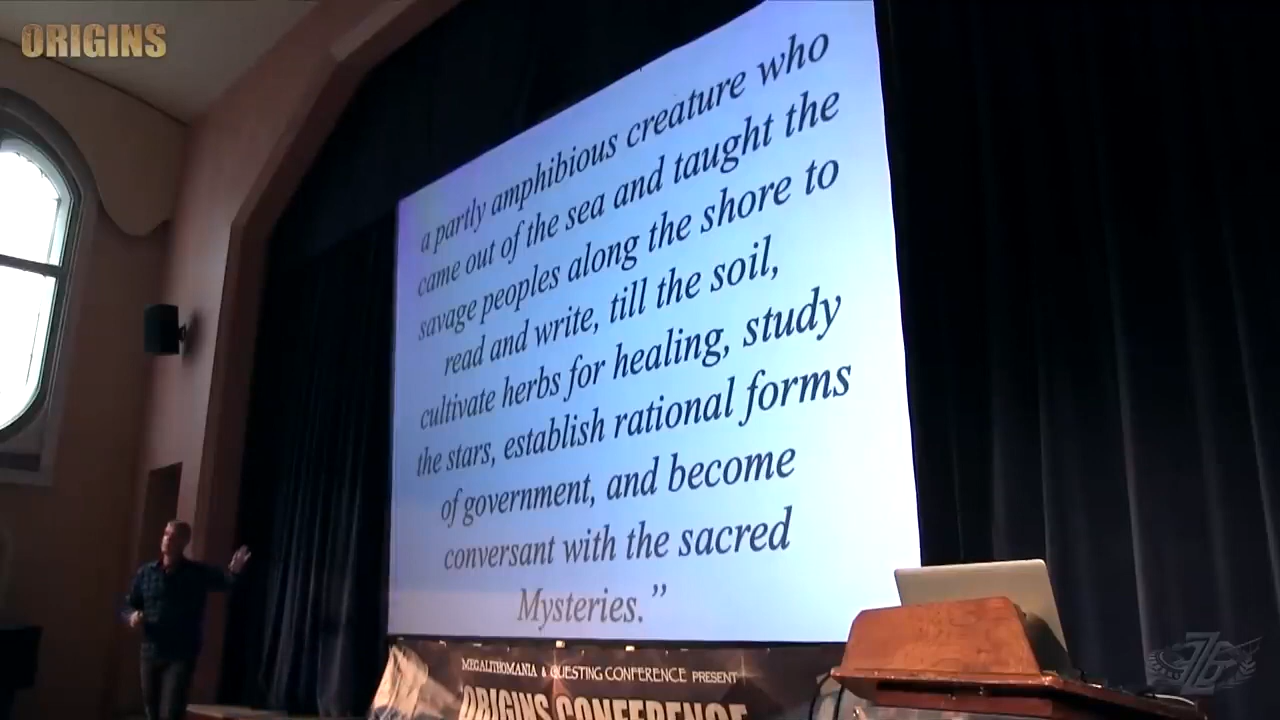 ORIGINS
a partly amphibious creature who
came out of the sea and taught the
savage peoples along the shore to
read and write, till the soil,
cultivate herbs for healing, study
the stars, establish rational forms
of government, and become
conversant with the sacred
Mysteries.”
MEGALITHOMANIA & QUESTING CONFERENCE PRESENT
ORIGINS CONFERENCE